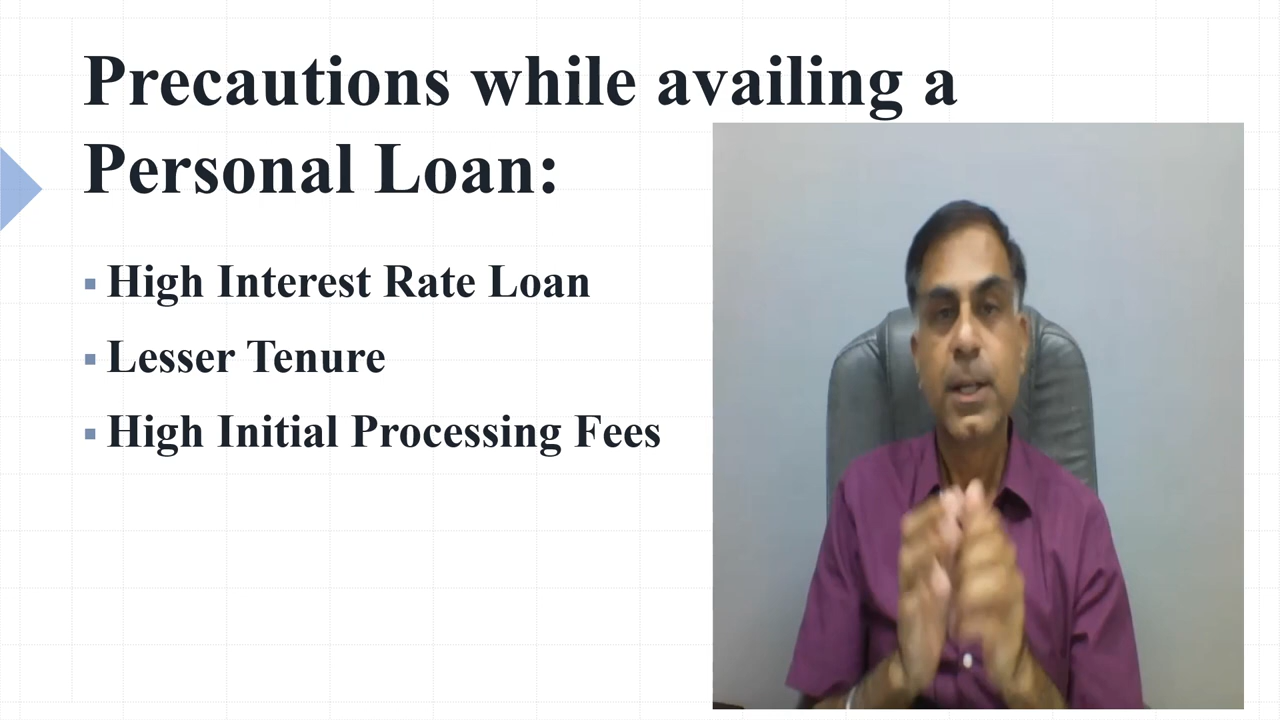 Precautions while availing a
Personal Loan:
High Interest Rate Loan
Lesser Tenure
High Initial Processing Fees